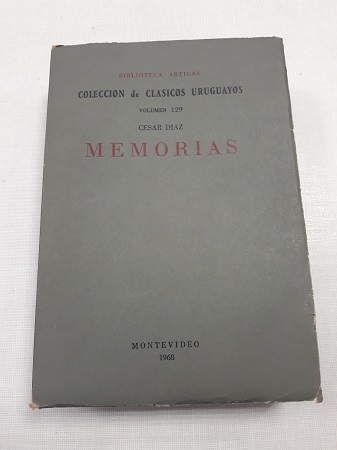 BIBLIOTECA ARTIGAS
COLECCION de CLASICOS URUGUAYOS
VOLUMEN 129
CESAR DIAZ
MEMORIAS
MONTEVIDEO
1968